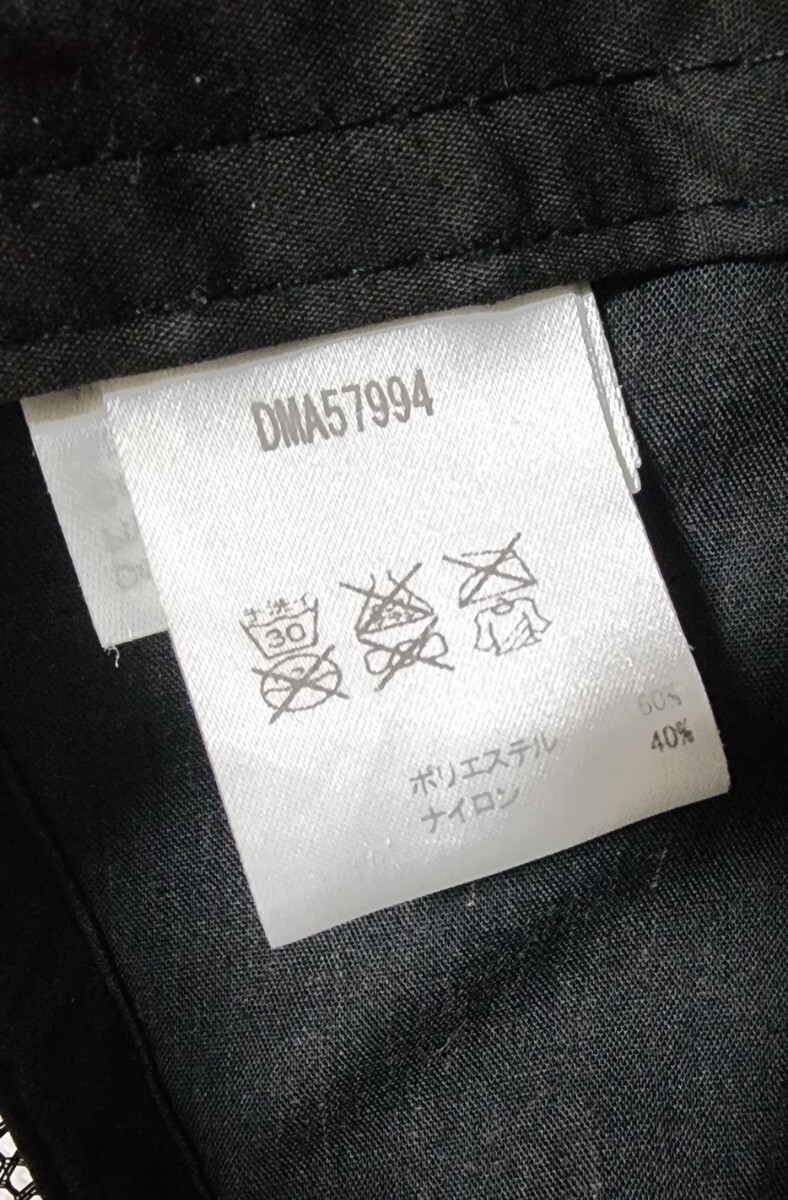 DMA57994
手洗イ
30
ポリエステル 60%
ナイロン 40%